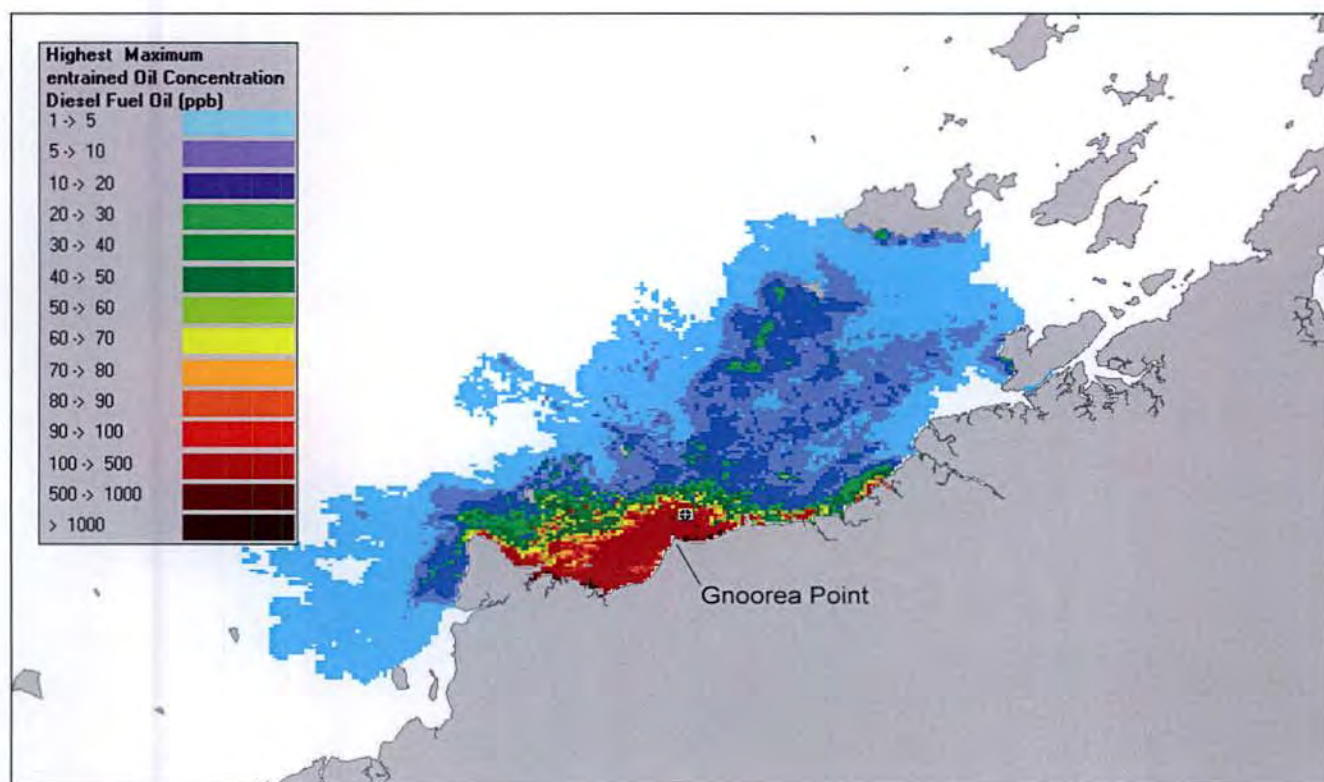 Highest Maximum
entrained Oil Concentration
Diesel Fuel Oil (ppb)
1 -> 5
5 -> 10
10 -> 20
20 -> 30
30 -> 40
40 -> 50
50 -> 60
60 -> 70
70 -> 80
80 -> 90
90 -> 100
100 -> 500
500 -> 1000
> 1000
Gnoorea Point